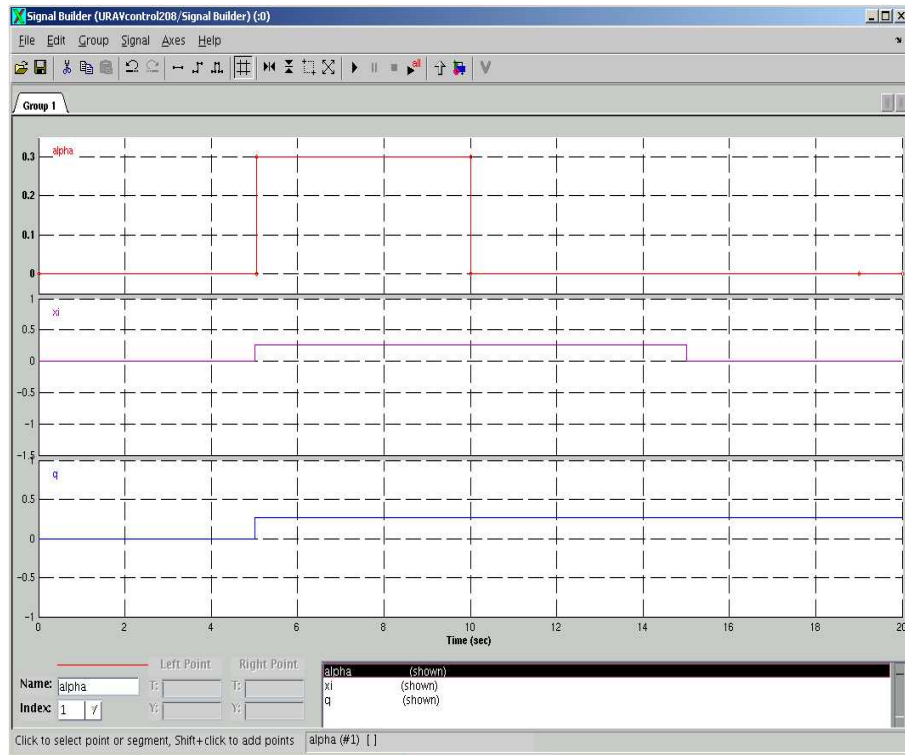 Signal Builder (URAVcontrol208/Signal Builder) (:0)
File Edit Group Signal Axes Help
all
Group 1
alpha
0.3
0.2
0.1
0
xi
1
0.5
0
-0.5
-1
-1.5
q
1
0.5
0
-0.5
-1
0 2 4 6 8 10 12 14 16 18 20
Time (sec)
Left Point Right Point
Name: alpha T: T:
Index: 1 Y: Y:
alpha (shown)
xi (shown)
q (shown)
Click to select point or segment, Shift+click to add points alpha (#1) [ ]